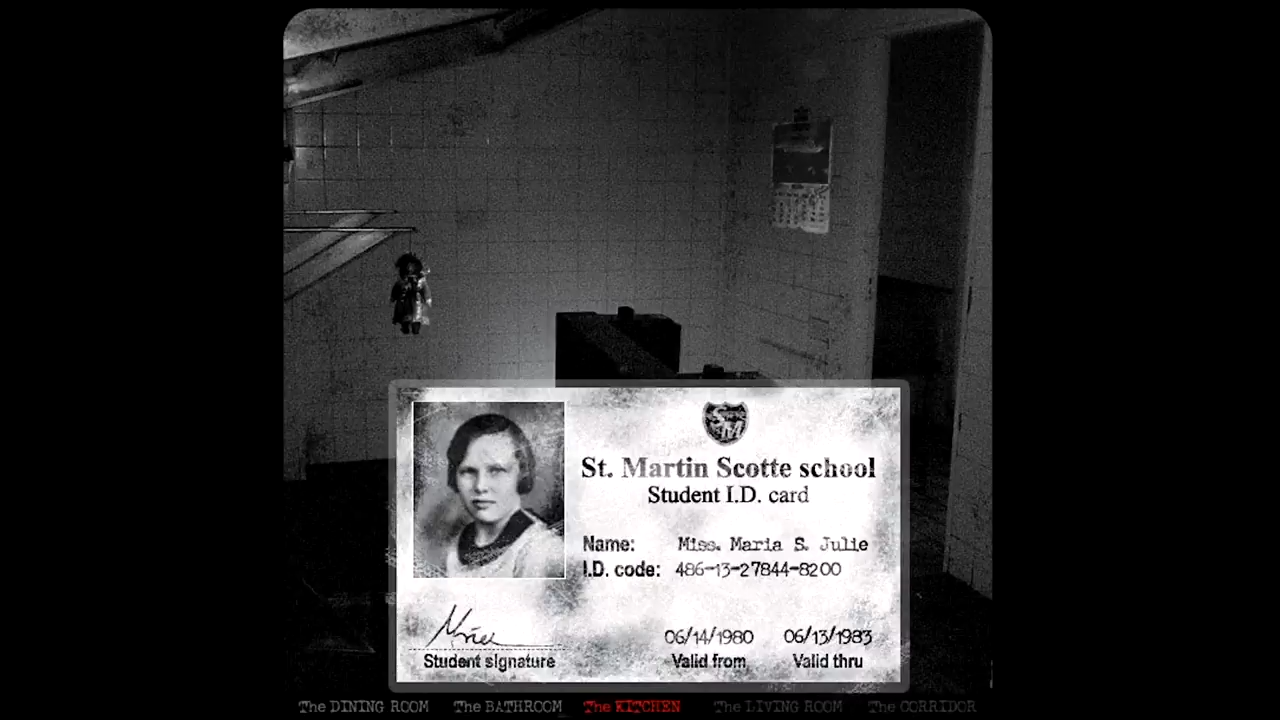 SM
St. Martin Scotte school
Student I.D. card
Name: Miss. Maria S. Julie
I.D. code: 486-13-27844-8200
06/14/1980 06/13/1983
Student signature Valid from Valid thru
The DINING ROOM The BATHROOM The KITCHEN The LIVING ROOM The CORRIDOR